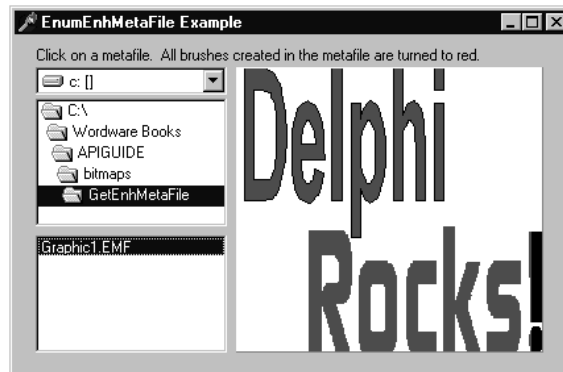 EnumEnhMetaFile Example
Click on a metafile. All brushes created in the metafile are turned to red.
c: []
C:\
Wordware Books
APIGUIDE
bitmaps
GetEnhMetaFile
Graphic1.EMF
Delphi
Rocks!